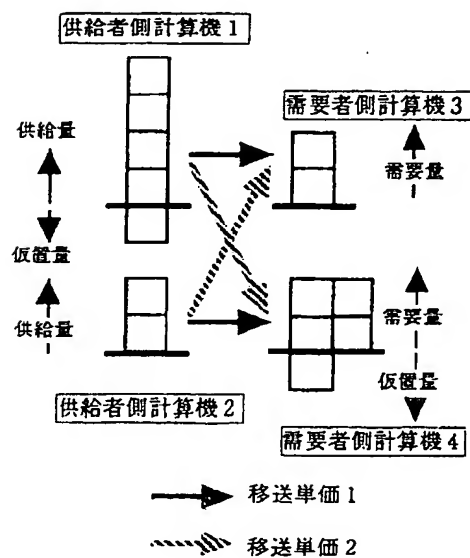 供給者側計算機1
需要者側計算機3
供給量
需要量
仮置量
供給量
需要量
仮置量
供給者側計算機2
需要者側計算機4
移送単価1
移送単価2